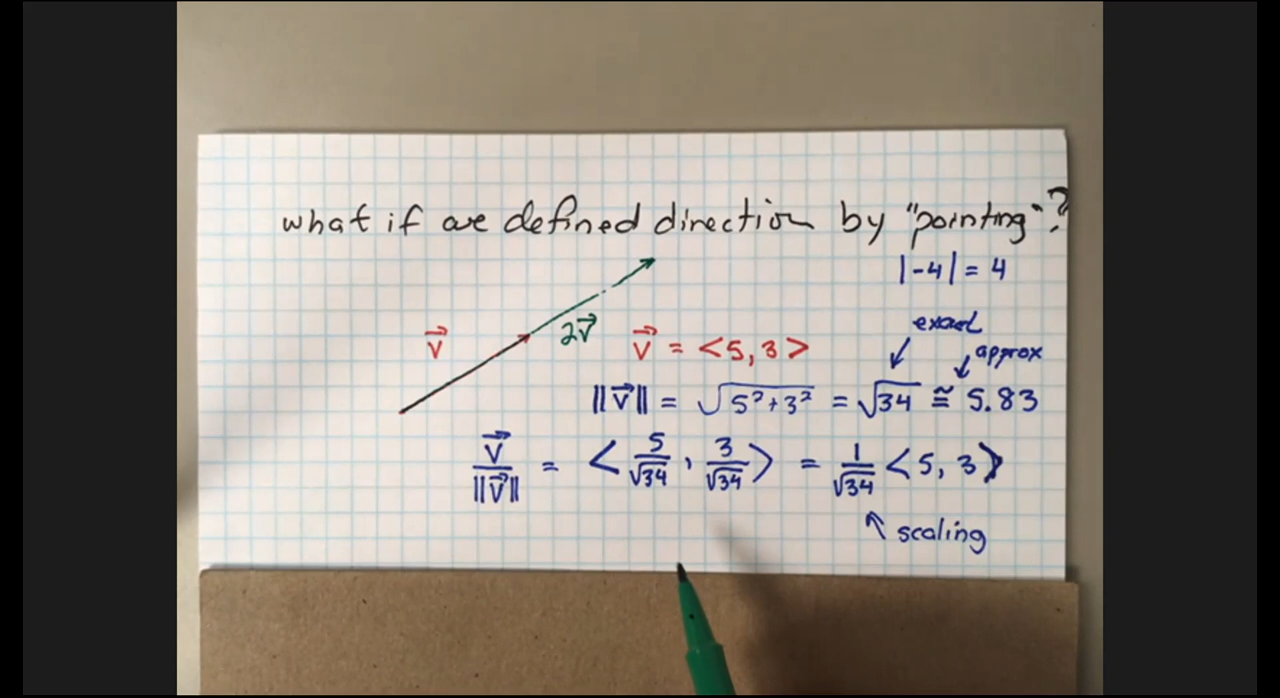 what if we defined direction by "pointing"?
|-4| = 4
exact
approx
v⃗
2v⃗
v⃗ = <5, 3>
||v⃗|| = √5²+3² = √34 ≅ 5.83
v⃗/||v⃗|| = <5/√34, 3/√34> = 1/√34 <5, 3>
scaling